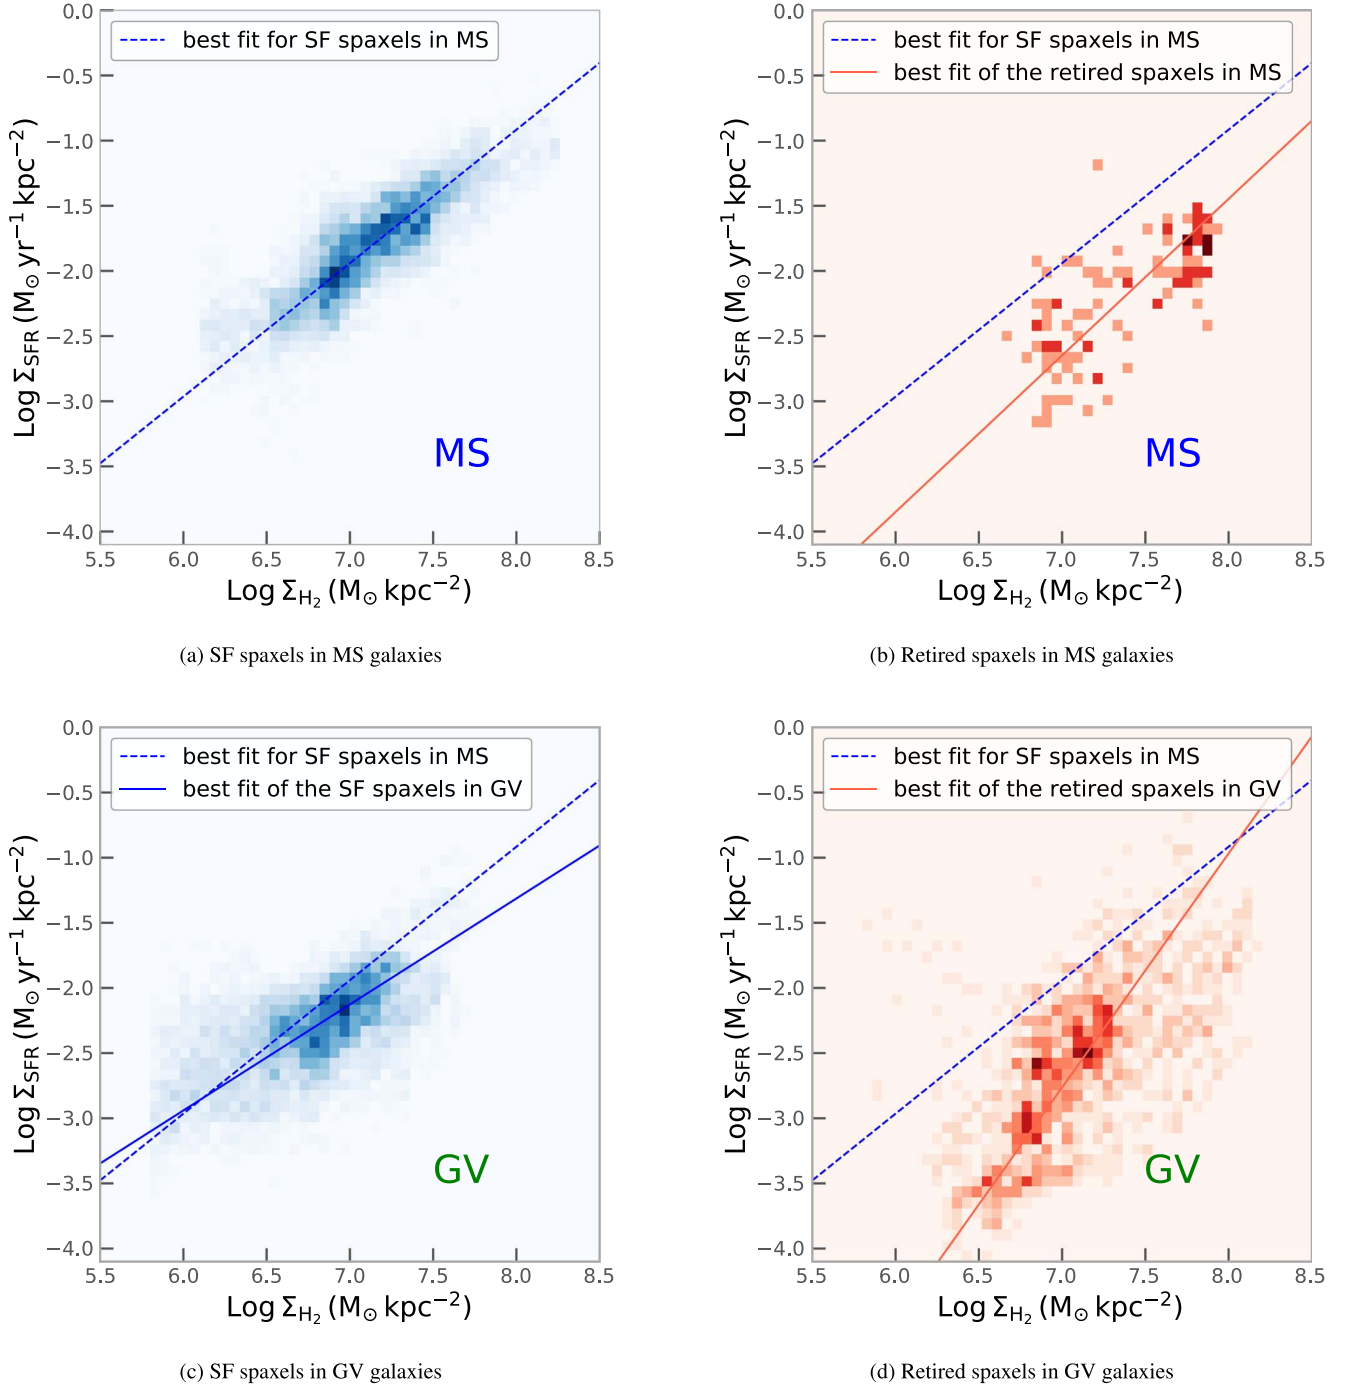 best fit for SF spaxels in MS
0.0
−0.5
−1.0
−1.5
−2.0
−2.5
−3.0
−3.5
−4.0
Log Σ_SFR (M⊙ yr⁻¹ kpc⁻²)
MS
5.5 6.0 6.5 7.0 7.5 8.0 8.5
Log Σ_H₂ (M⊙ kpc⁻²)
(a) SF spaxels in MS galaxies
best fit for SF spaxels in MS
best fit of the retired spaxels in MS
0.0
−0.5
−1.0
−1.5
−2.0
−2.5
−3.0
−3.5
−4.0
Log Σ_SFR (M⊙ yr⁻¹ kpc⁻²)
MS
5.5 6.0 6.5 7.0 7.5 8.0 8.5
Log Σ_H₂ (M⊙ kpc⁻²)
(b) Retired spaxels in MS galaxies
best fit for SF spaxels in MS
best fit of the SF spaxels in GV
0.0
−0.5
−1.0
−1.5
−2.0
−2.5
−3.0
−3.5
−4.0
Log Σ_SFR (M⊙ yr⁻¹ kpc⁻²)
GV
5.5 6.0 6.5 7.0 7.5 8.0 8.5
Log Σ_H₂ (M⊙ kpc⁻²)
(c) SF spaxels in GV galaxies
best fit for SF spaxels in MS
best fit of the retired spaxels in GV
0.0
−0.5
−1.0
−1.5
−2.0
−2.5
−3.0
−3.5
−4.0
Log Σ_SFR (M⊙ yr⁻¹ kpc⁻²)
GV
5.5 6.0 6.5 7.0 7.5 8.0 8.5
Log Σ_H₂ (M⊙ kpc⁻²)
(d) Retired spaxels in GV galaxies